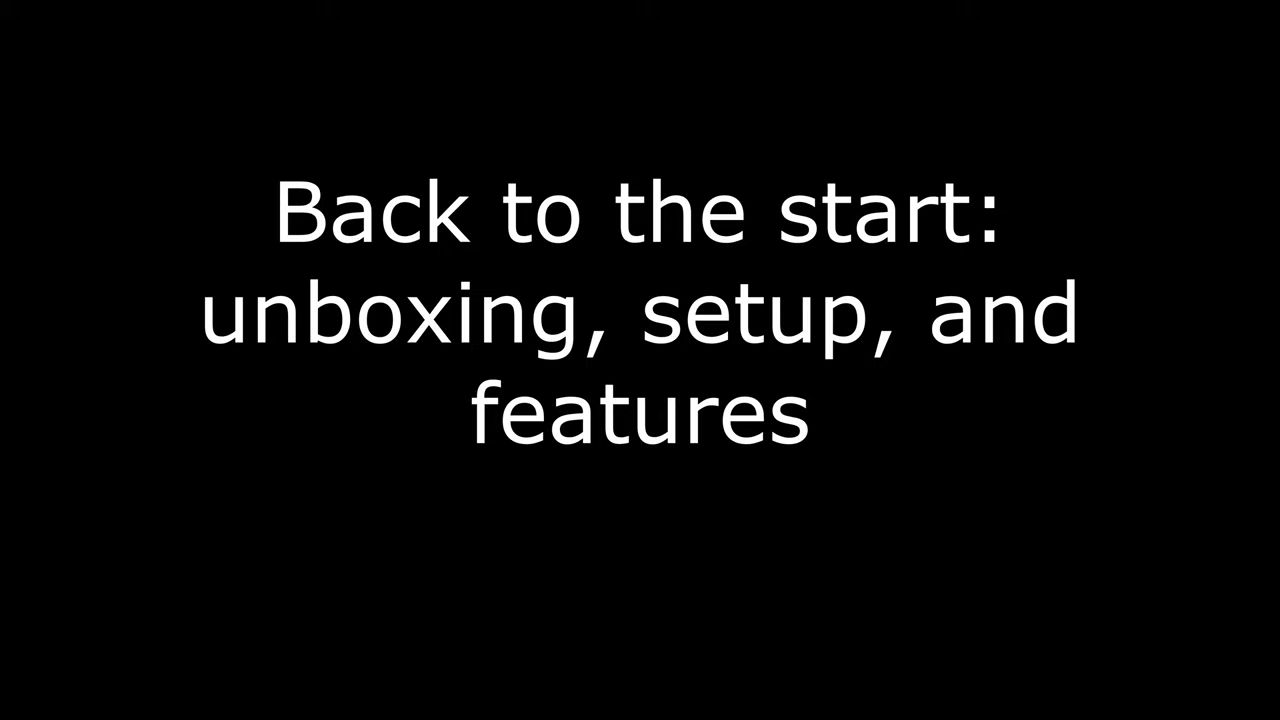 Back to the start:
unboxing, setup, and
features